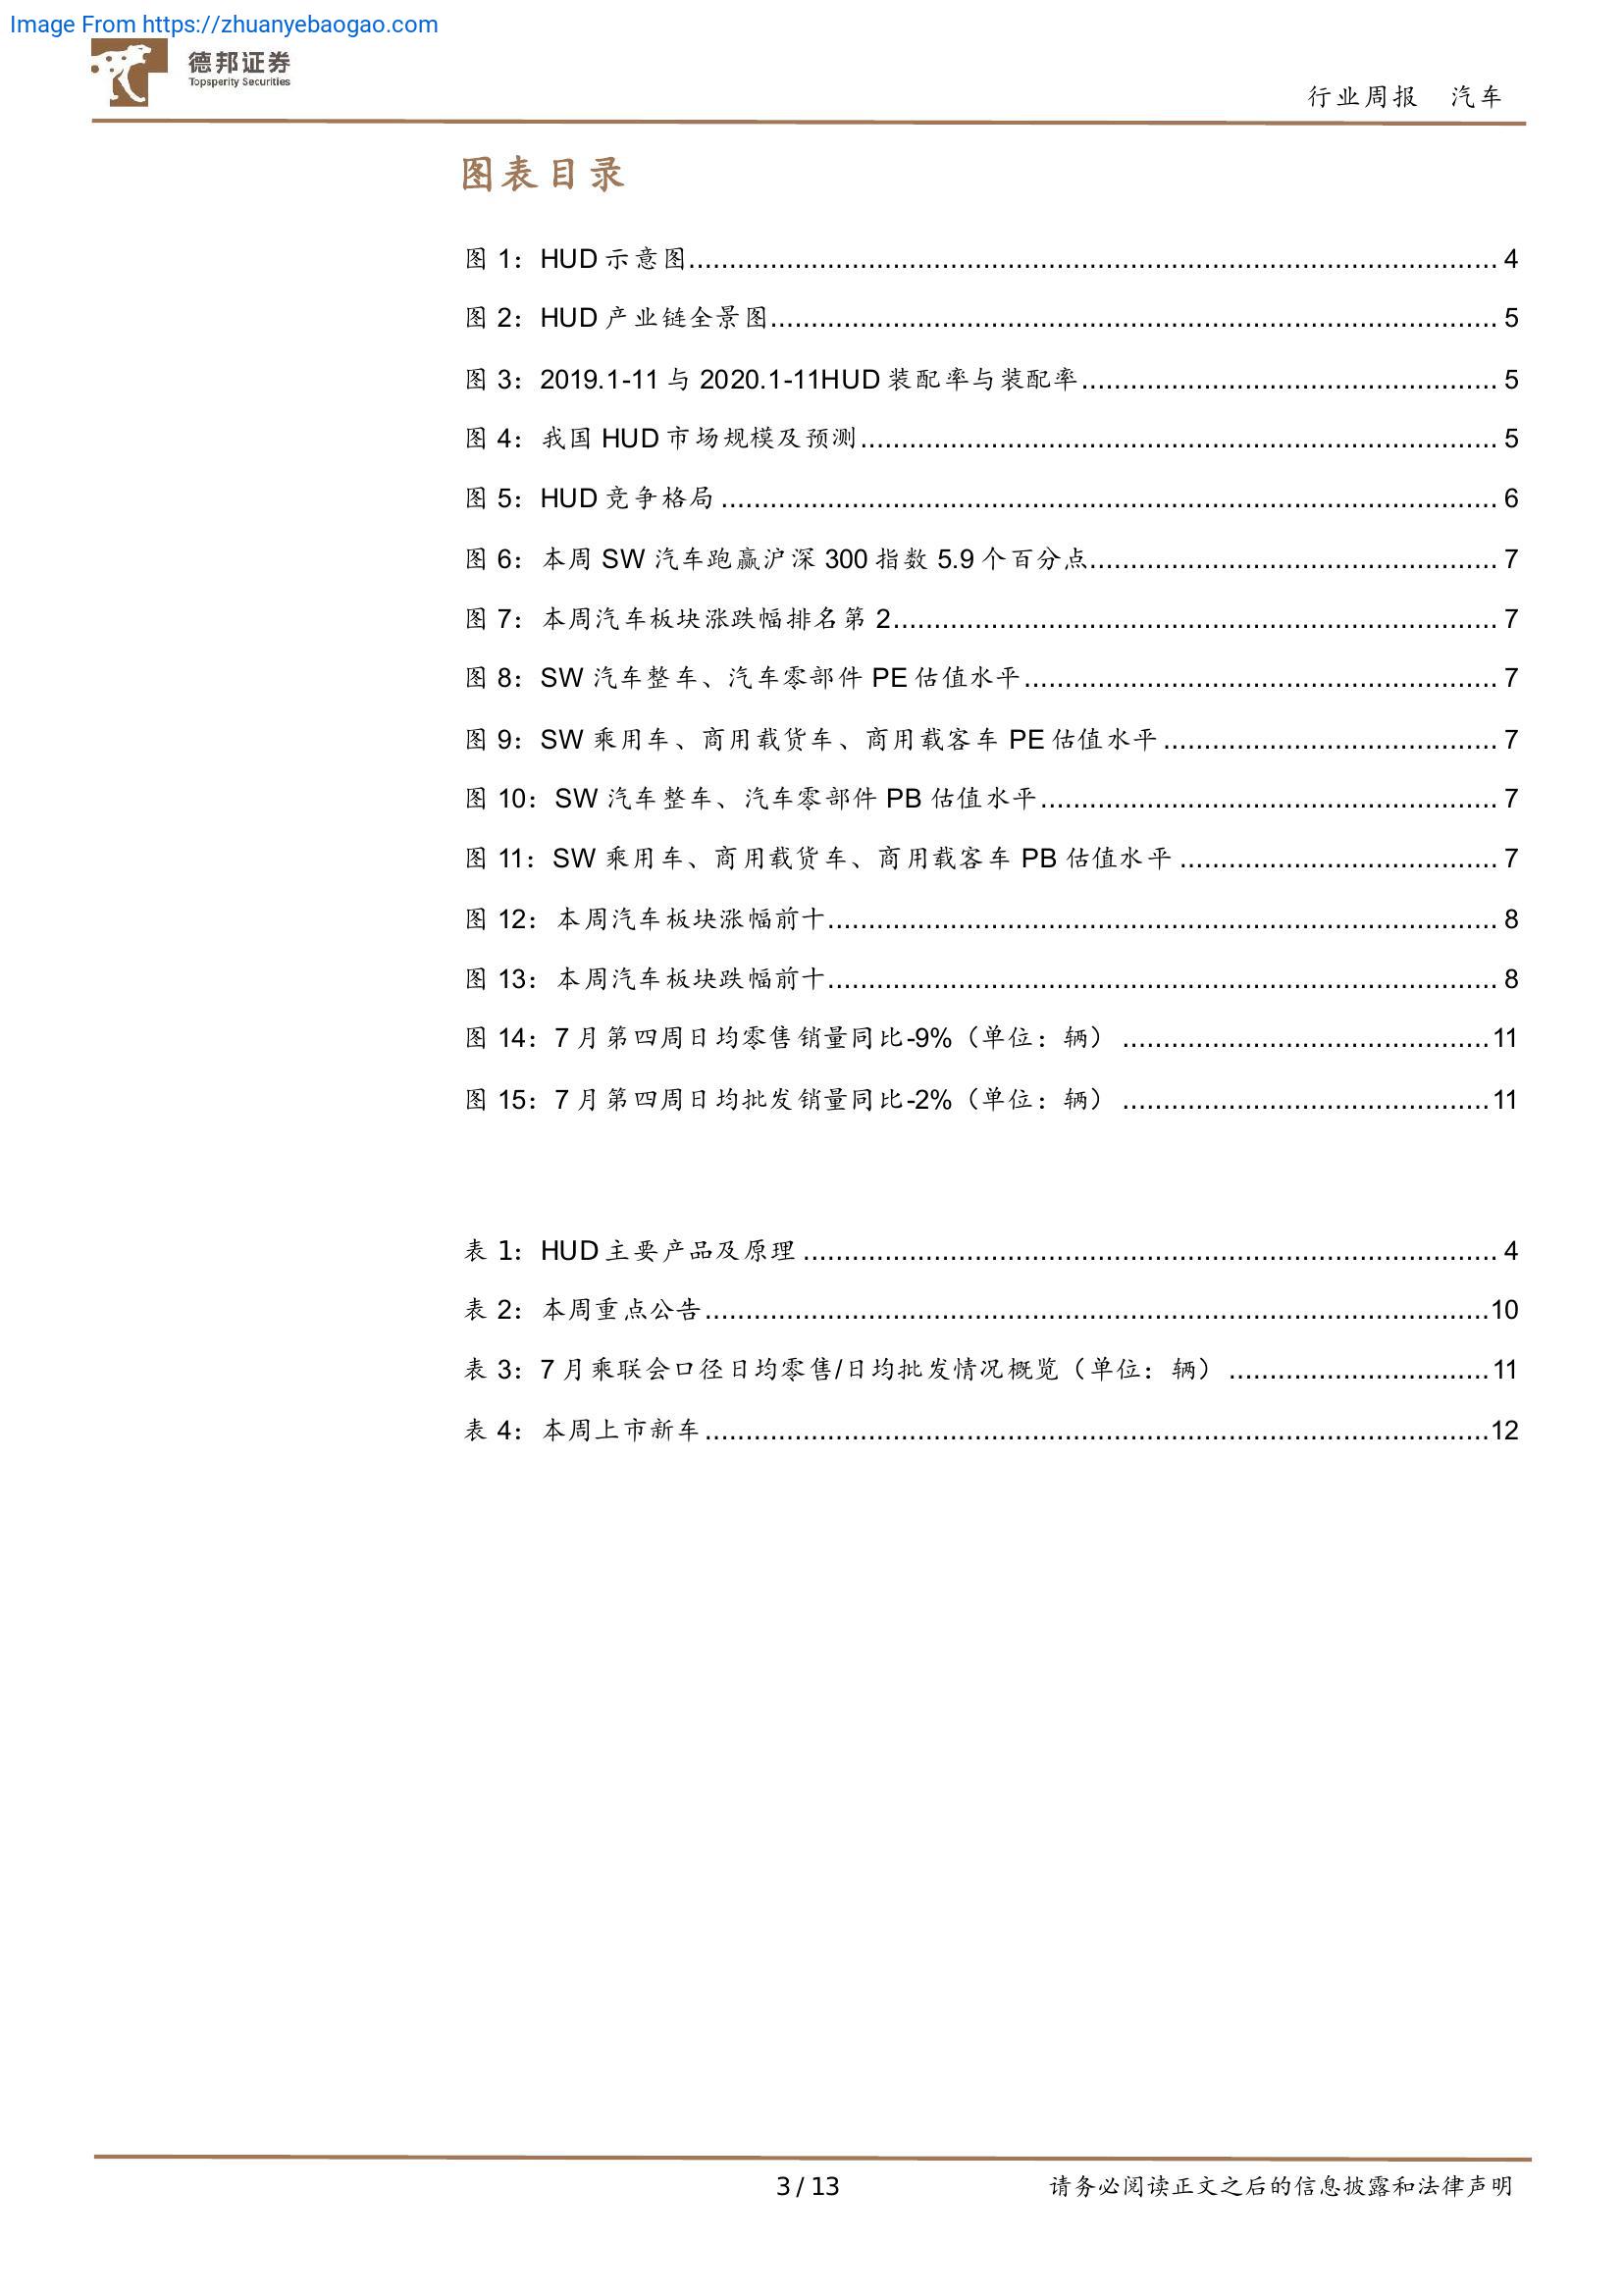 Image From https://zhuanyebaogao.com
德邦证券
Topsperity Securities
行业周报 汽车
图表目录
图 1：HUD 示意图 4
图 2：HUD 产业链全景图 5
图 3：2019.1-11 与 2020.1-11HUD 装配率与装配率 5
图 4：我国 HUD 市场规模及预测 5
图 5：HUD 竞争格局 6
图 6：本周 SW 汽车跑赢沪深 300 指数 5.9 个百分点 7
图 7：本周汽车板块涨跌幅排名第 2 7
图 8：SW 汽车整车、汽车零部件 PE 估值水平 7
图 9：SW 乘用车、商用载货车、商用载客车 PE 估值水平 7
图 10：SW 汽车整车、汽车零部件 PB 估值水平 7
图 11：SW 乘用车、商用载货车、商用载客车 PB 估值水平 7
图 12：本周汽车板块涨幅前十 8
图 13：本周汽车板块跌幅前十 8
图 14：7 月第四周日均零售销量同比-9%（单位：辆） 11
图 15：7 月第四周日均批发销量同比-2%（单位：辆） 11
表 1：HUD 主要产品及原理 4
表 2：本周重点公告 10
表 3：7 月乘联会口径日均零售/日均批发情况概览（单位：辆） 11
表 4：本周上市新车 12
3 / 13
请务必阅读正文之后的信息披露和法律声明